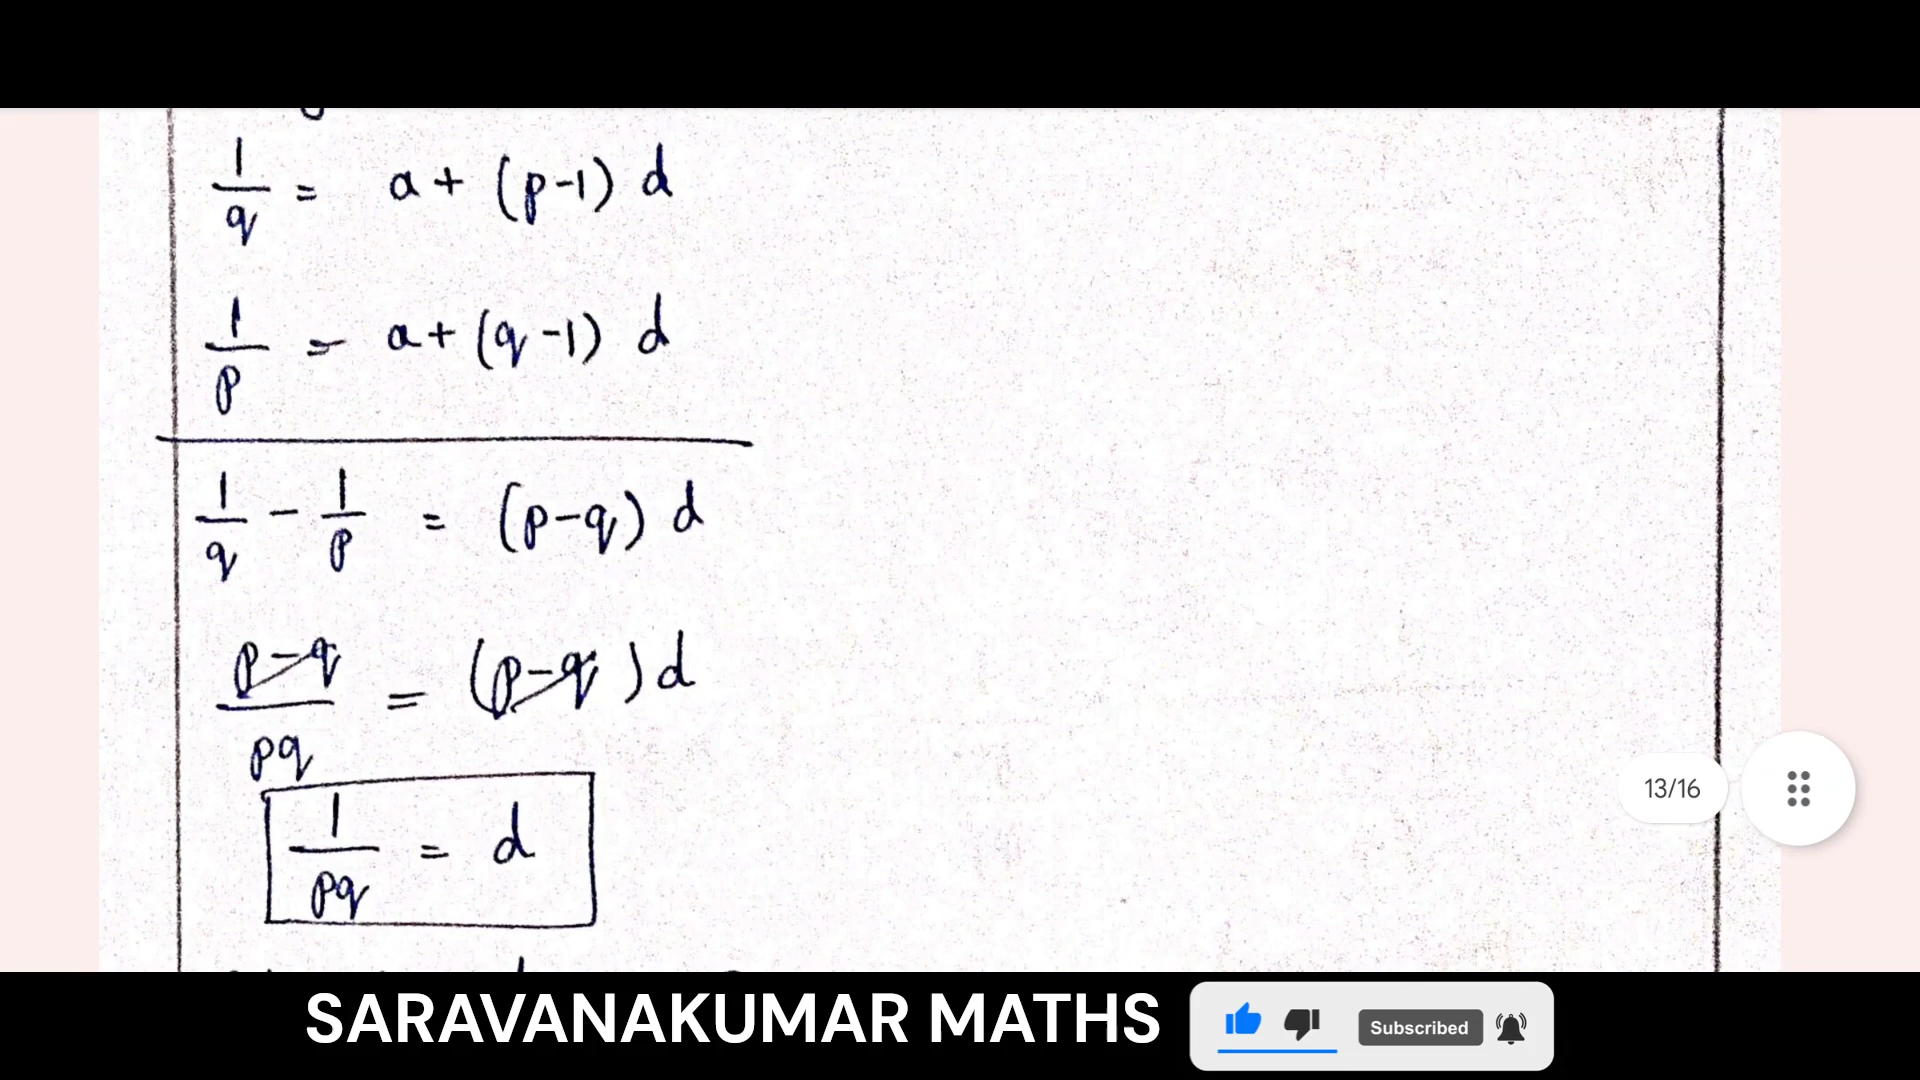 1/q = a + (p-1) d
1/p = a + (q-1) d
1/q - 1/p = (p-q) d
p-q/pq = (p-q) d
1/pq = d
13/16
SARAVANAKUMAR MATHS
Subscribed